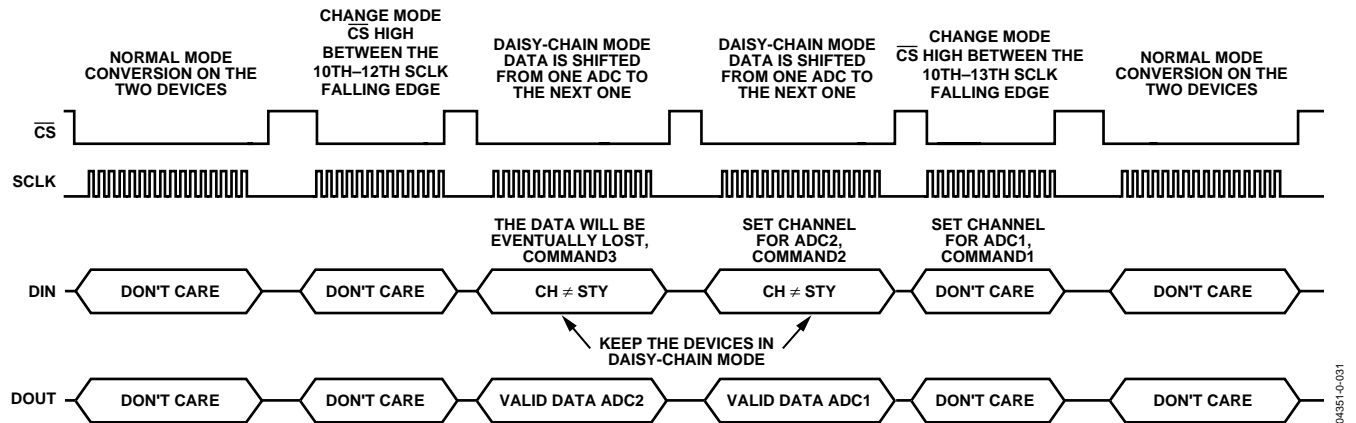 NORMAL MODE
CONVERSION ON THE
TWO DEVICES
CHANGE MODE
CS HIGH
BETWEEN THE
10TH–12TH SCLK
FALLING EDGE
DAISY-CHAIN MODE
DATA IS SHIFTED
FROM ONE ADC TO
THE NEXT ONE
DAISY-CHAIN MODE
DATA IS SHIFTED
FROM ONE ADC TO
THE NEXT ONE
CHANGE MODE
CS HIGH BETWEEN THE
10TH–13TH SCLK
FALLING EDGE
NORMAL MODE
CONVERSION ON THE
TWO DEVICES
CS
SCLK
THE DATA WILL BE
EVENTUALLY LOST,
COMMAND3
SET CHANNEL
FOR ADC2,
COMMAND2
SET CHANNEL
FOR ADC1,
COMMAND1
DIN
DON'T CARE
DON'T CARE
CH ≠ STY
CH ≠ STY
DON'T CARE
DON'T CARE
KEEP THE DEVICES IN
DAISY-CHAIN MODE
DOUT
DON'T CARE
DON'T CARE
VALID DATA ADC2
VALID DATA ADC1
DON'T CARE
DON'T CARE
04351-0-031